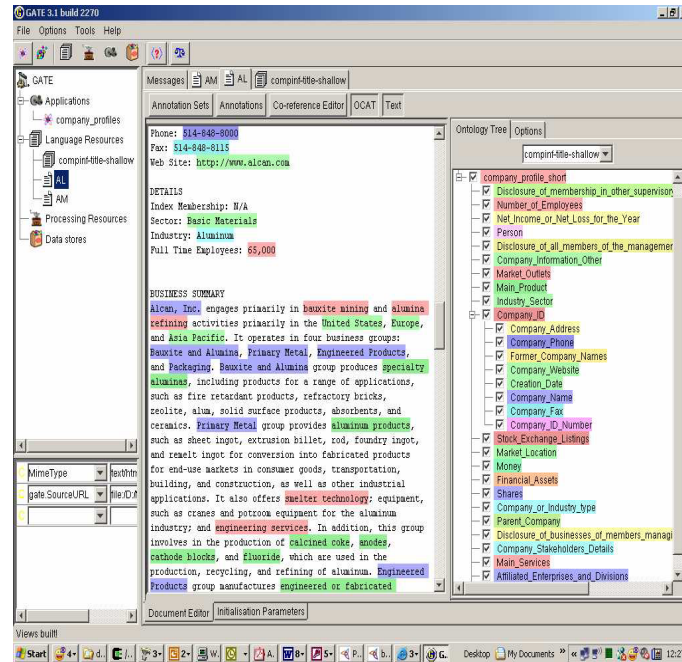 GATE 3.1 build 2270
File Options Tools Help
GATE
Applications
company_profiles
Language Resources
compint-title-shallow
AL
AM
Processing Resources
Data stores
MimeType
text/htm
gate.SourceURL
file:/D:/
Messages AM AL compint-title-shallow
Annotation Sets Annotations Co-reference Editor OCAT Text
Phone: 514-848-8000
Fax: 514-848-8115
Web Site: http://www.alcan.com
DETAILS
Index Membership: N/A
Sector: Basic Materials
Industry: Aluminum
Full Time Employees: 65,000
BUSINESS SUMMARY
Alcan, Inc. engages primarily in bauxite mining and alumina
refining activities primarily in the United States, Europe,
and Asia Pacific. It operates in four business groups:
Bauxite and Alumina, Primary Metal, Engineered Products,
and Packaging. Bauxite and Alumina group produces specialty
aluminas, including products for a range of applications,
such as fire retardant products, refractory bricks,
zeolite, alum, solid surface products, absorbents, and
ceramics. Primary Metal group provides aluminum products,
such as sheet ingot, extrusion billet, rod, foundry ingot,
and remelt ingot for conversion into fabricated products
for end-use markets in consumer goods, transportation,
building, and construction, as well as other industrial
applications. It also offers smelter technology; equipment,
such as cranes and potroom equipment for the aluminum
industry; and engineering services. In addition, this group
involves in the production of calcined coke, anodes,
cathode blocks, and fluoride, which are used in the
production, recycling, and refining of aluminum. Engineered
Products group manufactures engineered or fabricated
Ontology Tree Options
compint-title-shallow
company_profile_short
Disclosure_of_membership_in_other_supervisory
Number_of_Employees
Net_Income_or_Net_Loss_for_the_Year
Person
Disclosure_of_all_members_of_the_managemer
Company_Information_Other
Market_Outlets
Main_Product
Industry_Sector
Company_ID
Company_Address
Company_Phone
Former_Company_Names
Company_Website
Creation_Date
Company_Name
Company_Fax
Company_ID_Number
Stock_Exchange_Listings
Market_Location
Money
Financial_Assets
Shares
Company_or_Industry_type
Parent_Company
Disclosure_of_businesses_of_members_managi
Company_Stakeholders_Details
Main_Services
Affiliated_Enterprises_and_Divisions
Document Editor Initialisation Parameters
Views built!
Start 4 d.. E/.. 3 2 W. 2 A. 8 5 P.. b.. 3 G.. Desktop My Documents » « 12:2